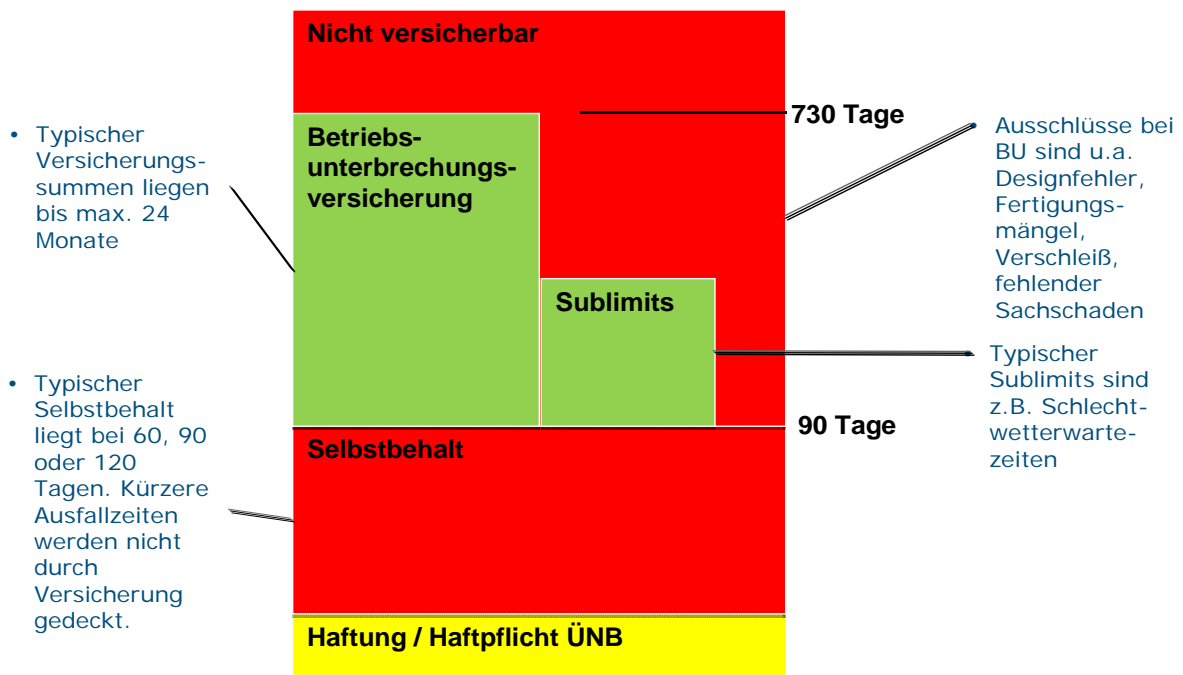 Nicht versicherbar
730 Tage
• Typischer
Versicherungs-
summen liegen
bis max. 24
Monate
Betriebs-
unterbrechungs-
versicherung
Ausschlüsse bei
BU sind u.a.
Designfehler,
Fertigungs-
mängel,
Verschleiß,
fehlender
Sachschaden
Sublimits
• Typischer
Sublimits sind
z.B. Schlecht-
wetterwarte-
zeiten
• Typischer
Selbstbehalt
liegt bei 60, 90
oder 120
Tagen. Kürzere
Ausfallzeiten
werden nicht
durch
Versicherung
gedeckt.
90 Tage
Selbstbehalt
Haftung / Haftpflicht ÜNB